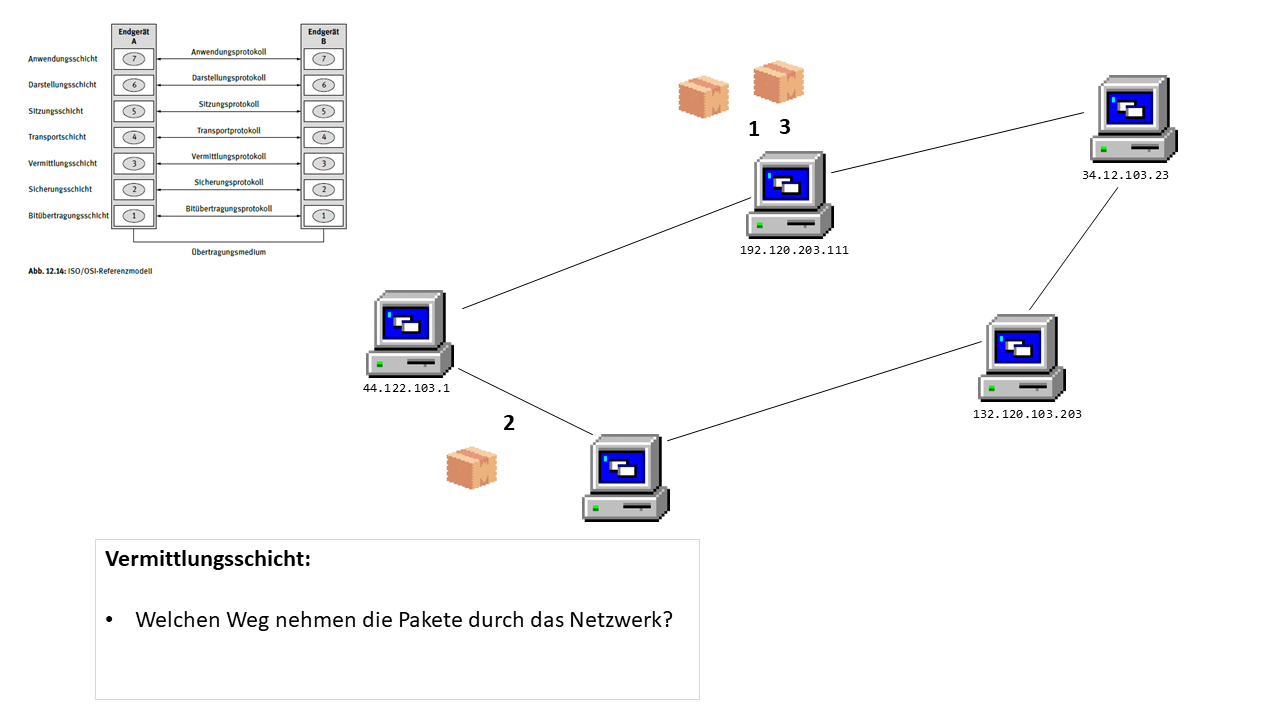 Endgerät
A
Endgerät
B
Anwendungsschicht
7
Anwendungsprotokoll
7
Darstellungsschicht
6
Darstellungsprotokoll
6
Sitzungsschicht
5
Sitzungsprotokoll
5
Transportschicht
4
Transportprotokoll
4
Vermittlungsschicht
3
Vermittlungsprotokoll
3
Sicherungsschicht
2
Sicherungsprotokoll
2
Bitübertragungsschicht
1
Bitübertragungsprotokoll
1
Übertragungsmedium
Abb. 12.14: ISO/OSI-Referenzmodell
1 3
192.120.203.111
34.12.103.23
44.122.103.1
132.120.103.203
2
Vermittlungsschicht:
• Welchen Weg nehmen die Pakete durch das Netzwerk?